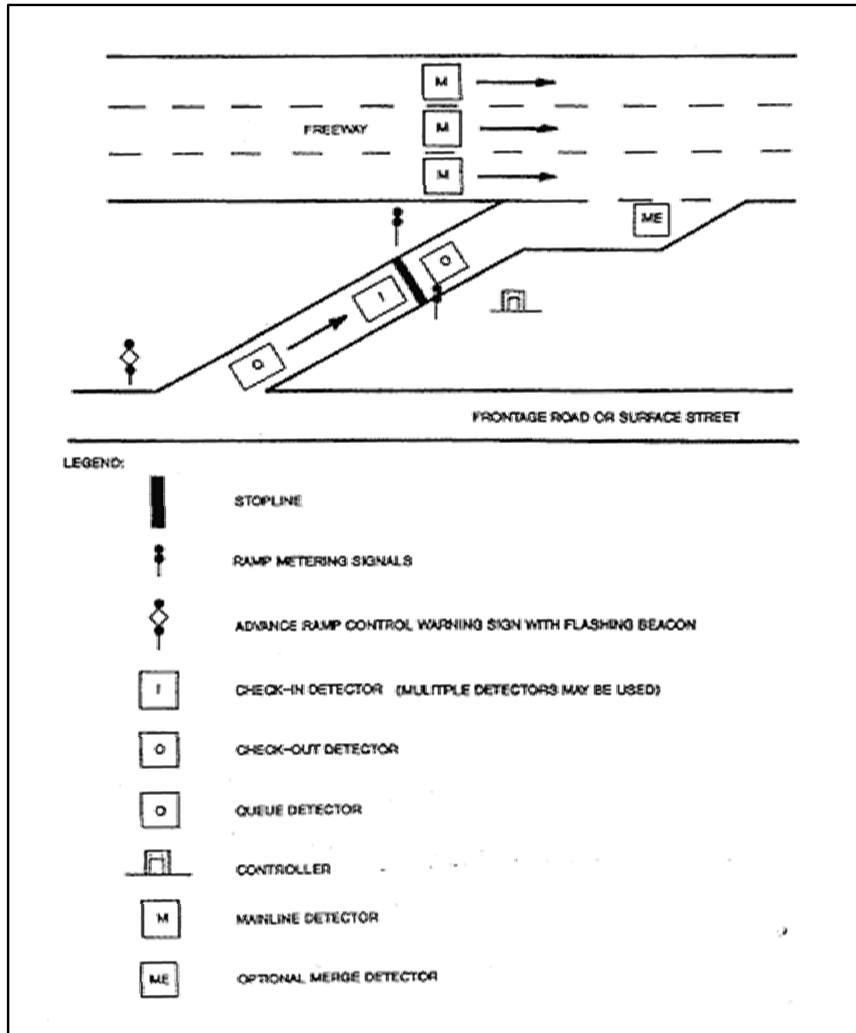 M
FREEWAY M
M
ME
O
I
O
FRONTAGE ROAD OR SURFACE STREET
LEGEND:
STOPLINE
RAMP METERING SIGNALS
ADVANCE RAMP CONTROL WARNING SIGN WITH FLASHING BEACON
I CHECK-IN DETECTOR (MULITPLE DETECTORS MAY BE USED)
O CHECK-OUT DETECTOR
O QUEUE DETECTOR
CONTROLLER
M MAINLINE DETECTOR
ME OPTIONAL MERGE DETECTOR